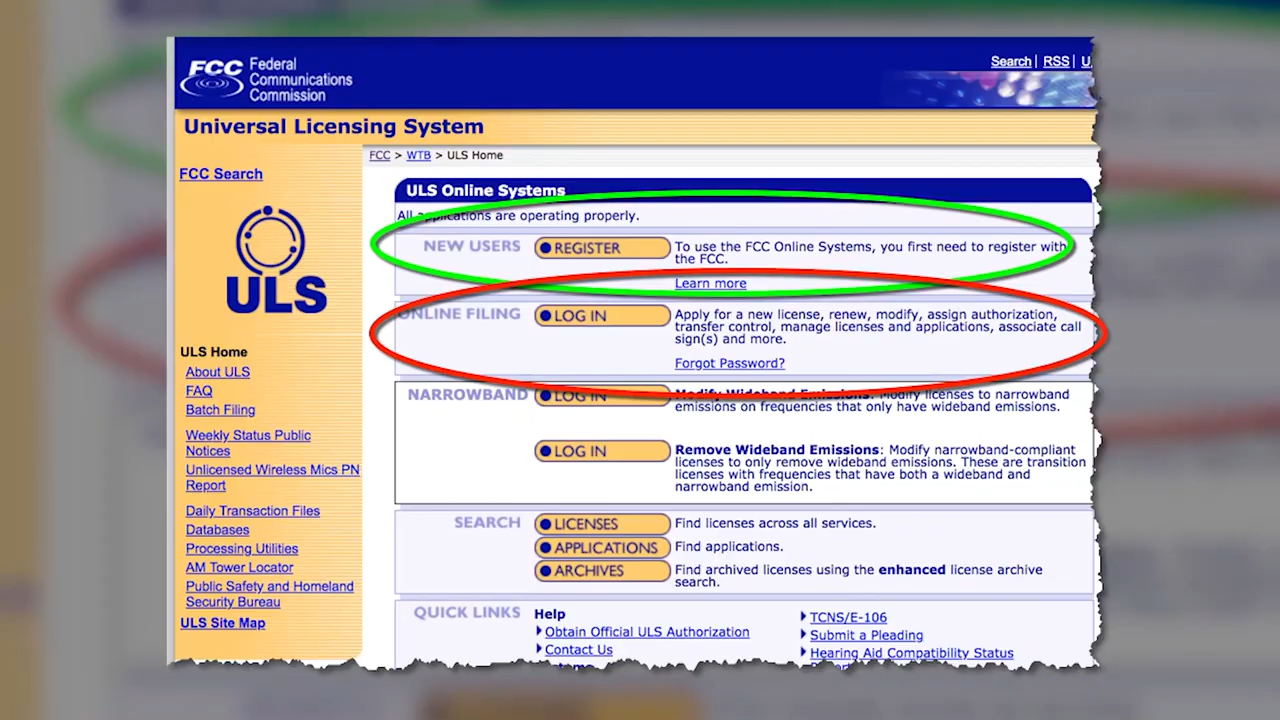 FCC Federal
Communications
Commission
Search | RSS |
Universal Licensing System
FCC > WTB > ULS Home
FCC Search
ULS
ULS Home
About ULS
FAQ
Batch Filing
Weekly Status Public
Notices
Unlicensed Wireless Mics PN
Report
Daily Transaction Files
Databases
Processing Utilities
AM Tower Locator
Public Safety and Homeland
Security Bureau
ULS Site Map
ULS Online Systems
All applications are operating properly.
NEW USERS REGISTER To use the FCC Online Systems, you first need to register with
the FCC.
Learn more
ONLINE FILING LOG IN Apply for a new license, renew, modify, assign authorization,
transfer control, manage licenses and applications, associate call
sign(s) and more.
Forgot Password?
NARROWBAND LOG IN Modify Wideband Emissions: Modify licenses to narrowband
emissions on frequencies that only have wideband emissions.
LOG IN Remove Wideband Emissions: Modify narrowband-compliant
licenses to only remove wideband emissions. These are transition
licenses with frequencies that have both a wideband and
narrowband emission.
SEARCH LICENSES Find licenses across all services.
APPLICATIONS Find applications.
ARCHIVES Find archived licenses using the enhanced license archive
search.
QUICK LINKS Help
Obtain Official ULS Authorization
Contact Us
TCNS/E-106
Submit a Pleading
Hearing Aid Compatibility Status